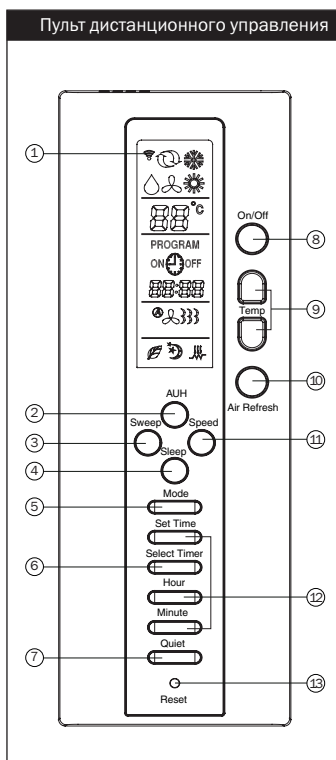 Пульт дистанционного управления
1
°C
88
PROGRAM
ON OFF
88:88
On/Off
8
Temp
9
10
Air Refresh
2
AUH
3
Sweep
Speed
11
4
Sleep
5
Mode
Set Time
6
Select Timer
Hour
12
Minute
7
Quiet
13
Reset